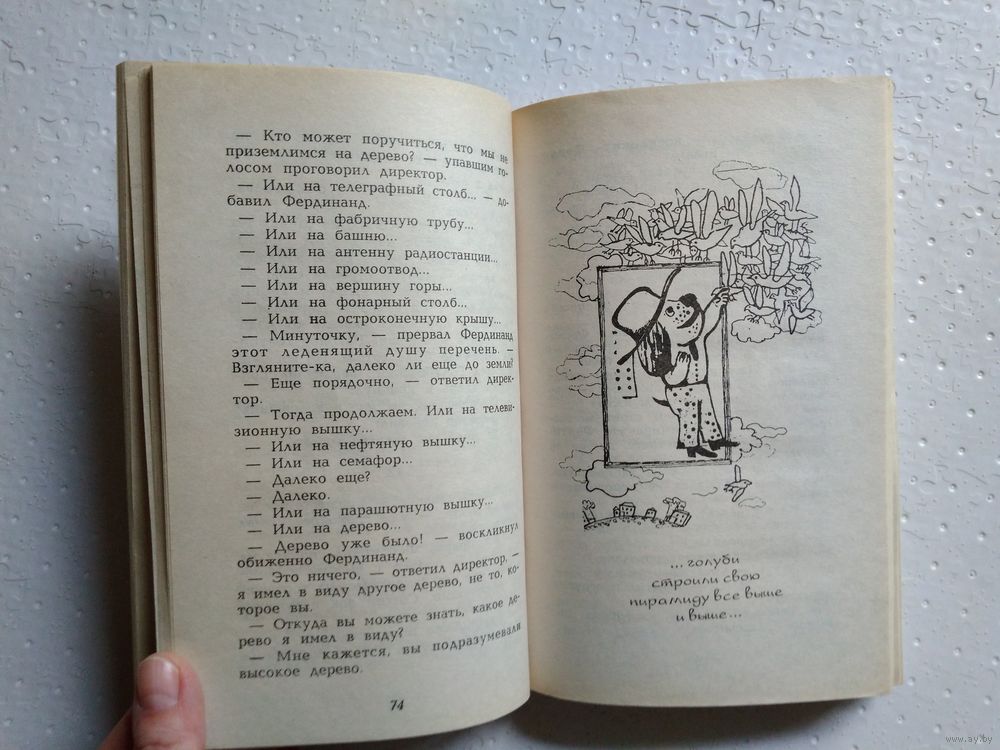 — Кто может поручиться, что мы не
приземлимся на дерево? — упавшим го-
лосом проговорил директор.
— Или на телеграфный столб... — до-
бавил Фердинанд.
— Или на фабричную трубу...
— Или на башню...
— Или на антенну радиостанции...
— Или на громоотвод...
— Или на вершину горы...
— Или на фонарный столб...
— Или на остроконечную крышу...
— Минуточку, — прервал Фердинанд
этот леденящий душу перечень. —
Взгляните-ка, далеко ли еще до земли?
— Еще порядочно, — ответил дирек-
тор.
— Тогда продолжаем. Или на телеви-
зионную вышку...
— Или на нефтяную вышку...
— Или на семафор...
— Далеко еще?
— Далеко.
— Или на парашютную вышку...
— Или на дерево...
— Дерево уже было! — воскликнул
обиженно Фердинанд.
— Это ничего, — ответил директор, —
я имел в виду другое дерево, не то, ко-
торое вы.
— Откуда вы можете знать, какое де-
рево я имел в виду?
— Мне кажется, вы подразумевали
высокое дерево.
74
... голуби
строили свою
пирамиду все выше
и выше...
www.ay.by